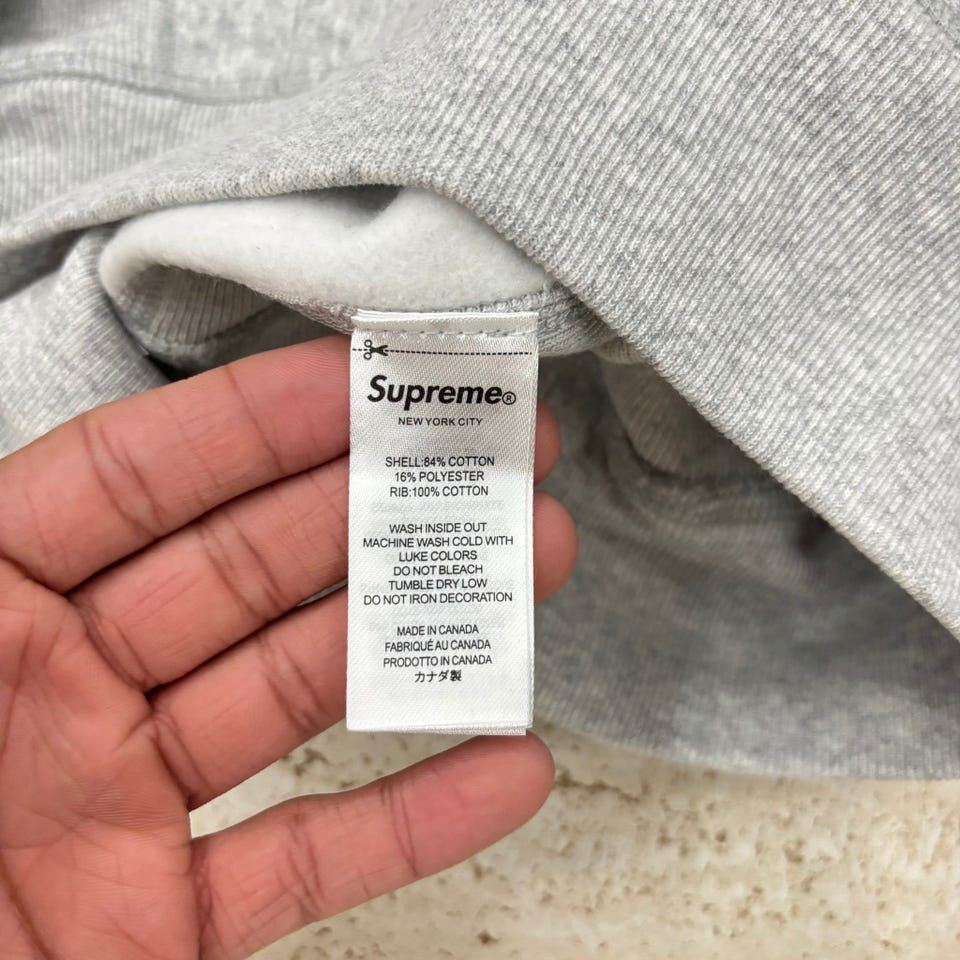 Supreme®
NEW YORK CITY
SHELL:84% COTTON
16% POLYESTER
RIB:100% COTTON
WASH INSIDE OUT
MACHINE WASH COLD WITH
LUKE COLORS
DO NOT BLEACH
TUMBLE DRY LOW
DO NOT IRON DECORATION
MADE IN CANADA
FABRIQUÉ AU CANADA
PRODOTTO IN CANADA
カナダ製